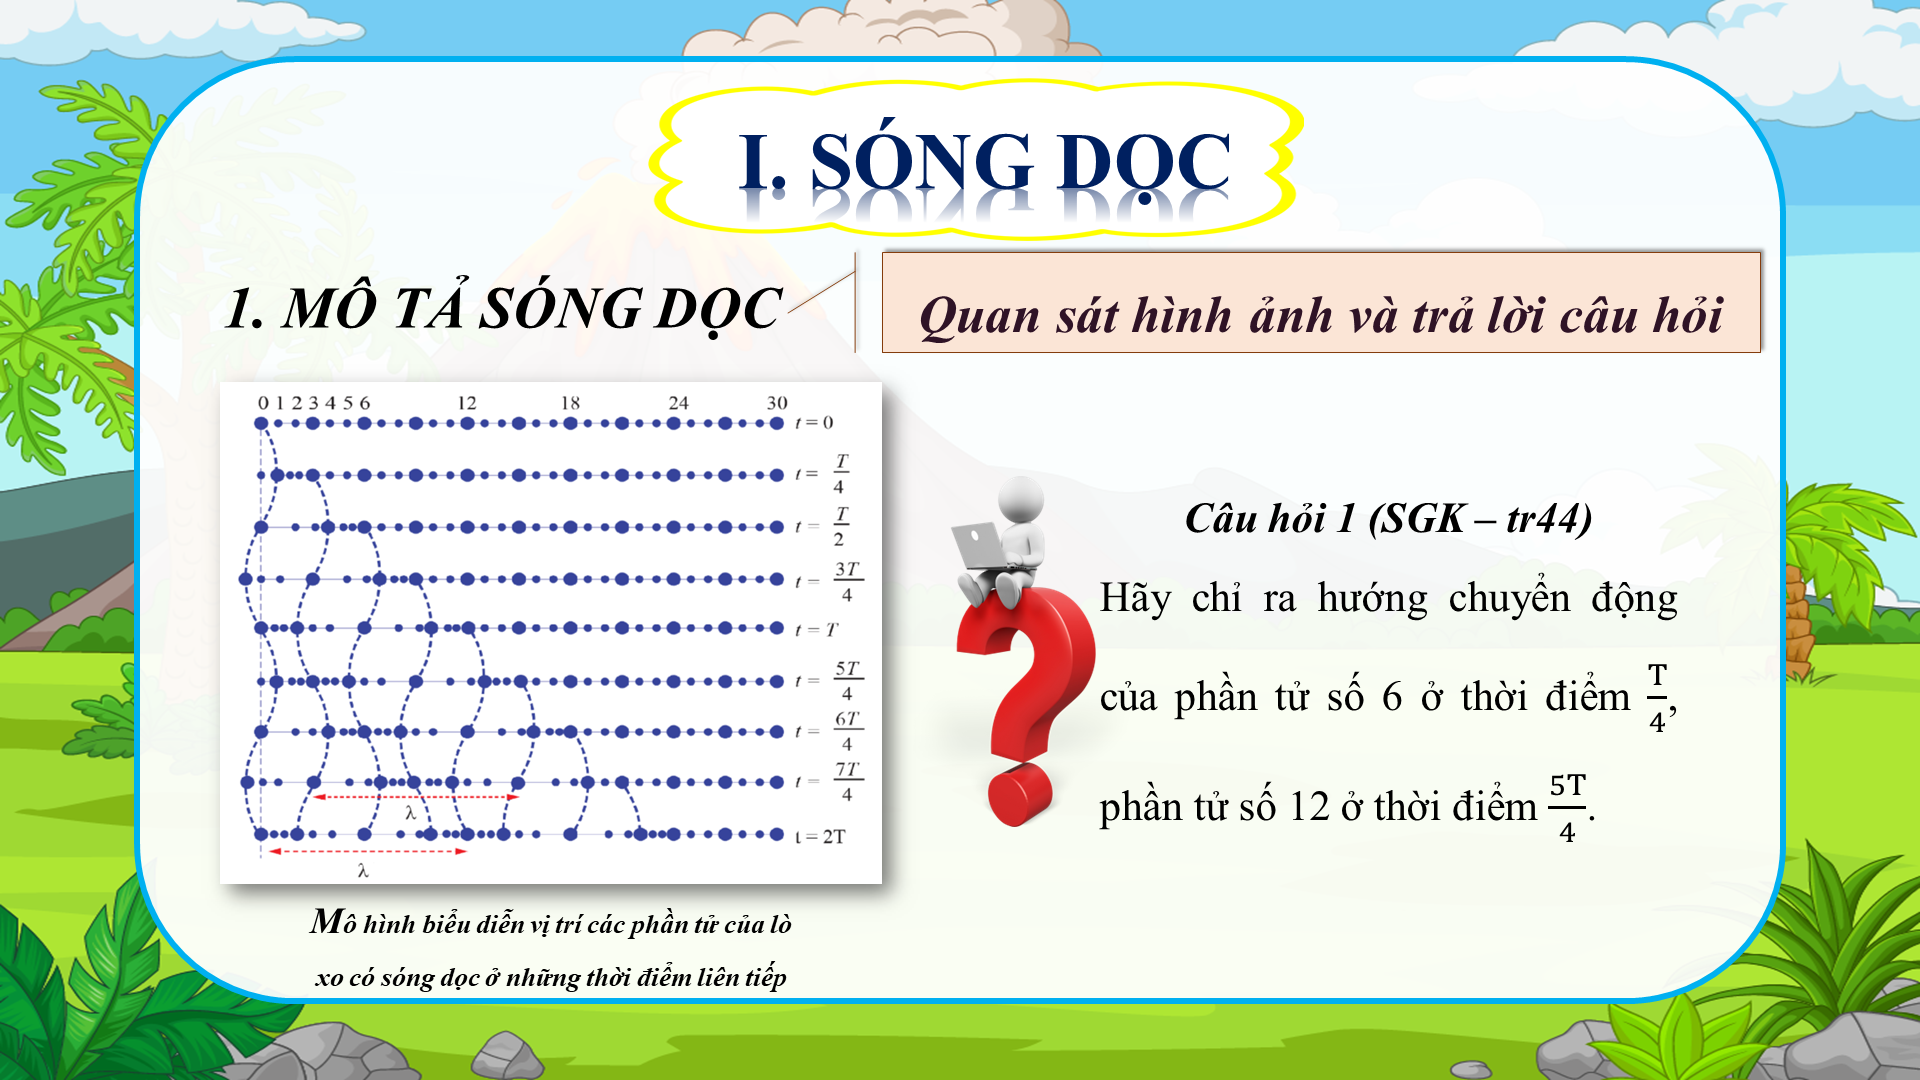 I. SÓNG DỌC
1. MÔ TẢ SÓNG DỌC
Quan sát hình ảnh và trả lời câu hỏi
0 1 2 3 4 5 6 12 18 24 30
t = 0
t = T/4
t = T/2
t = 3T/4
t = T
t = 5T/4
t = 6T/4
t = 7T/4
λ
t = 2T
λ
Mô hình biểu diễn vị trí các phần tử của lò
xo có sóng dọc ở những thời điểm liên tiếp
Câu hỏi 1 (SGK – tr44)
Hãy chỉ ra hướng chuyển động
của phần tử số 6 ở thời điểm T/4,
phần tử số 12 ở thời điểm 5T/4.